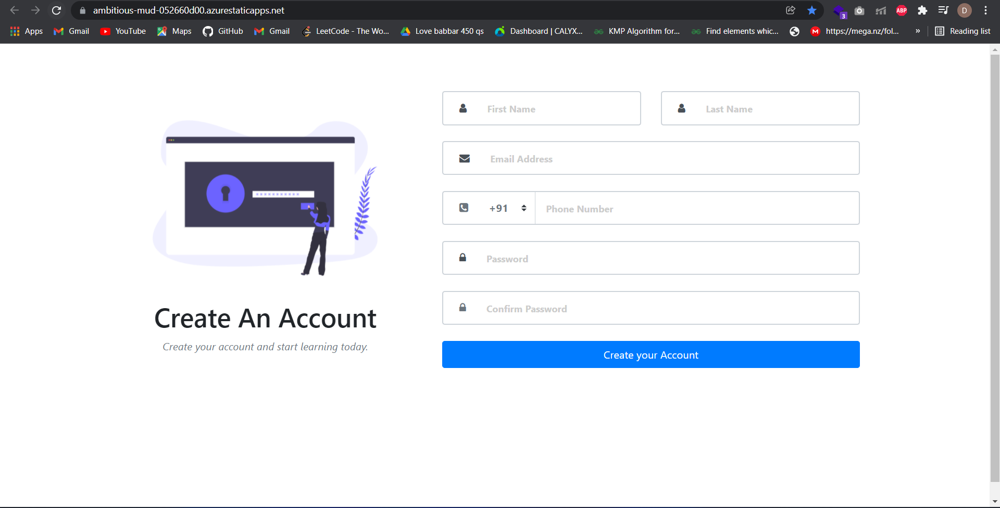 ambitious-mud-052660d00.azurestaticapps.net
3
ABP
D
Apps Gmail YouTube Maps GitHub Gmail LeetCode - The Wo... Love babbar 450 qs Dashboard | CALYX... KMP Algorithm for... Find elements whic... https://mega.nz/fol... » Reading list
First Name Last Name
Email Address
+91 Phone Number
Password
Confirm Password
Create your Account
***********
Create An Account
Create your account and start learning today.